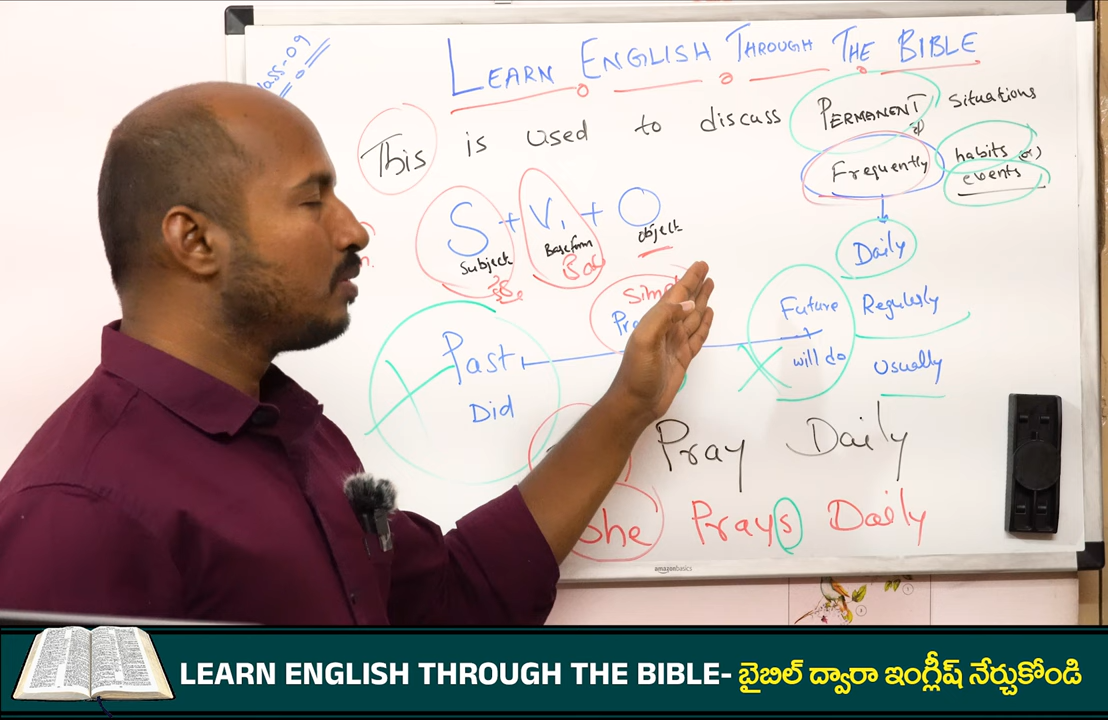 LEARN ENGLISH THROUGH THE BIBLE
This is used to discuss PERMANENT situations
Frequently habits or)
events
S + V1 + O
Subject Baseform object
Daily
Future Regularly
Past
will do Usually
Did
Pray Daily
She Prays Daily
amazonbasics
LEARN ENGLISH THROUGH THE BIBLE- బైబిల్ ద్వారా ఇంగ్లీష్ నేర్చుకోండి